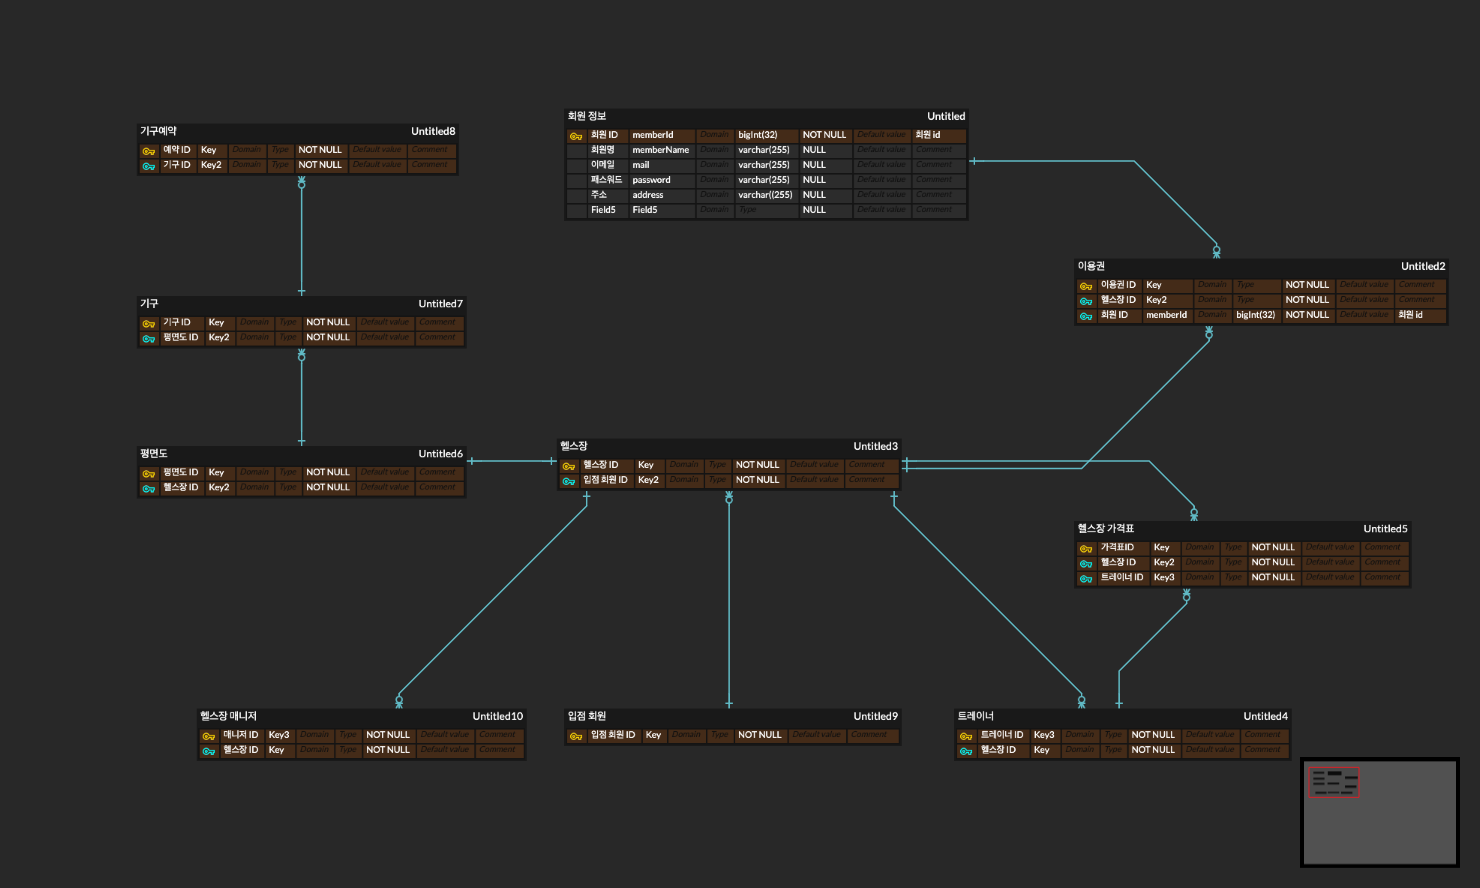 기구예약 Untitled8
예약 ID Key Domain Type NOT NULL Default value Comment
기구 ID Key2 Domain Type NOT NULL Default value Comment
회원 정보 Untitled
회원 ID memberId Domain bigInt(32) NOT NULL Default value 회원 id
회원명 memberName Domain varchar(255) NULL Default value Comment
이메일 mail Domain varchar(255) NULL Default value Comment
패스워드 password Domain varchar(255) NULL Default value Comment
주소 address Domain varchar((255) NULL Default value Comment
Field5 Field5 Domain Type NULL Default value Comment
이용권 Untitled2
이용권 ID Key Domain Type NOT NULL Default value Comment
헬스장 ID Key2 Domain Type NOT NULL Default value Comment
회원 ID memberId Domain bigInt(32) NOT NULL Default value 회원 id
기구 Untitled7
기구 ID Key Domain Type NOT NULL Default value Comment
평면도 ID Key2 Domain Type NOT NULL Default value Comment
평면도 Untitled6
평면도 ID Key Domain Type NOT NULL Default value Comment
헬스장 ID Key2 Domain Type NOT NULL Default value Comment
헬스장 Untitled3
헬스장 ID Key Domain Type NOT NULL Default value Comment
입점 회원 ID Key2 Domain Type NOT NULL Default value Comment
헬스장 가격표 Untitled5
가격표ID Key Domain Type NOT NULL Default value Comment
헬스장 ID Key2 Domain Type NOT NULL Default value Comment
트레이너 ID Key3 Domain Type NOT NULL Default value Comment
헬스장 매니저 Untitled10
매니저 ID Key3 Domain Type NOT NULL Default value Comment
헬스장 ID Key Domain Type NOT NULL Default value Comment
입점 회원 Untitled9
입점 회원 ID Key Domain Type NOT NULL Default value Comment
트레이너 Untitled4
트레이너 ID Key3 Domain Type NOT NULL Default value Comment
헬스장 ID Key Domain Type NOT NULL Default value Comment